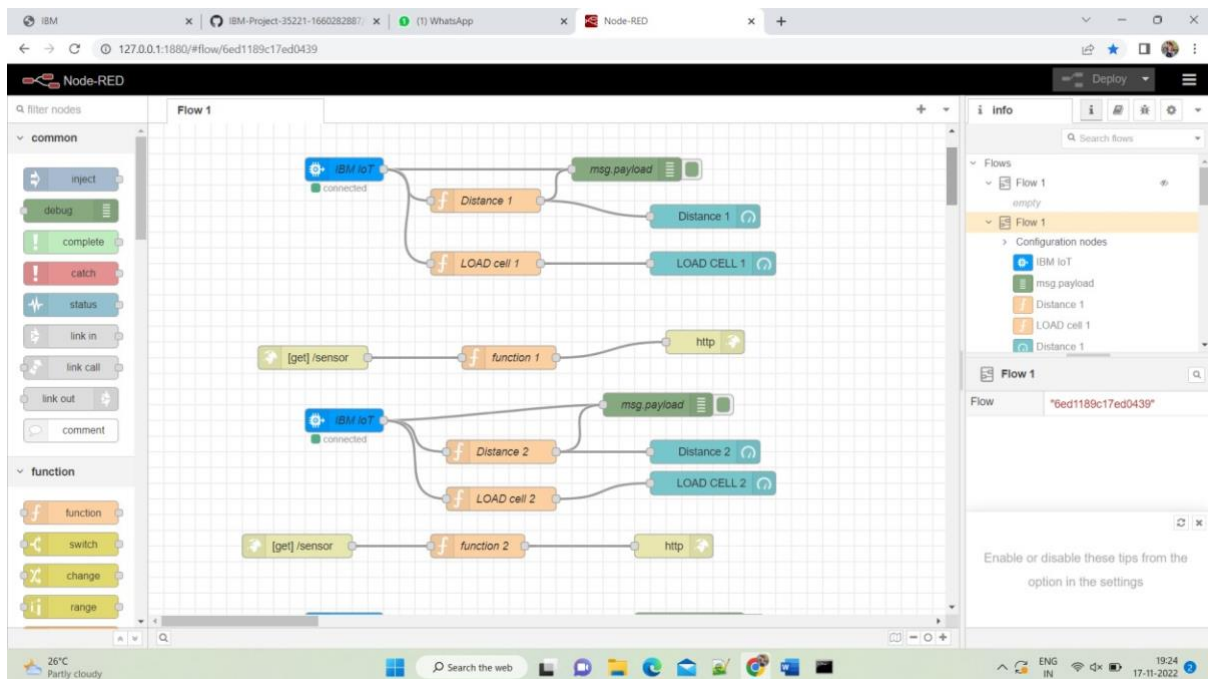 IBM
IBM-Project-35221-1660282887/
(1) WhatsApp
Node-RED
127.0.0.1:1880/#flow/6ed1189c17ed0439
Node-RED
Deploy
filter nodes
common
inject
debug
complete
catch
status
link in
link call
link out
comment
function
function
switch
change
range
Flow 1
IBM IoT
connected
msg.payload
Distance 1
Distance 1
LOAD cell 1
LOAD CELL 1
[get] /sensor
function 1
http
IBM IoT
connected
msg.payload
Distance 2
Distance 2
LOAD cell 2
LOAD CELL 2
[get] /sensor
function 2
http
i info
i
Search flows
Flows
Flow 1
empty
Flow 1
Configuration nodes
IBM IoT
msg.payload
Distance 1
LOAD cell 1
Distance 1
Flow 1
Flow "6ed1189c17ed0439"
Enable or disable these tips from the
option in the settings
26°C
Partly cloudy
Search the web
ENG
IN
19:24
17-11-2022
2